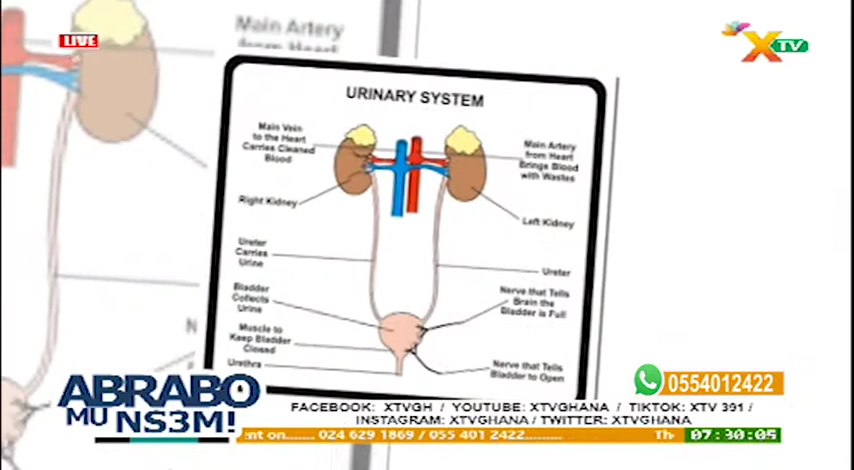 LIVE
X TV
Main Artery
from Heart
URINARY SYSTEM
Main Vein
to the Heart
Carries Cleaned
Blood
Main Artery
from Heart
Brings Blood
with Wastes
Right Kidney
Left Kidney
Ureter
Carries
Urine
Ureter
Bladder
Collects
Urine
Nerve that Tells
Brain the
Bladder is Full
Muscle to
Keep Bladder
Closed
Urethra
Nerve that Tells
Bladder to Open
N
0554012422
ABRABO
MU NS3M!
FACEBOOK: XTVGH / YOUTUBE: XTVGHANA / TIKTOK: XTV 391 /
INSTAGRAM: XTVGHANA / TWITTER: XTVGHANA
nt on....... 024 629 1869 / 055 401 2422....... Th
07:30:05